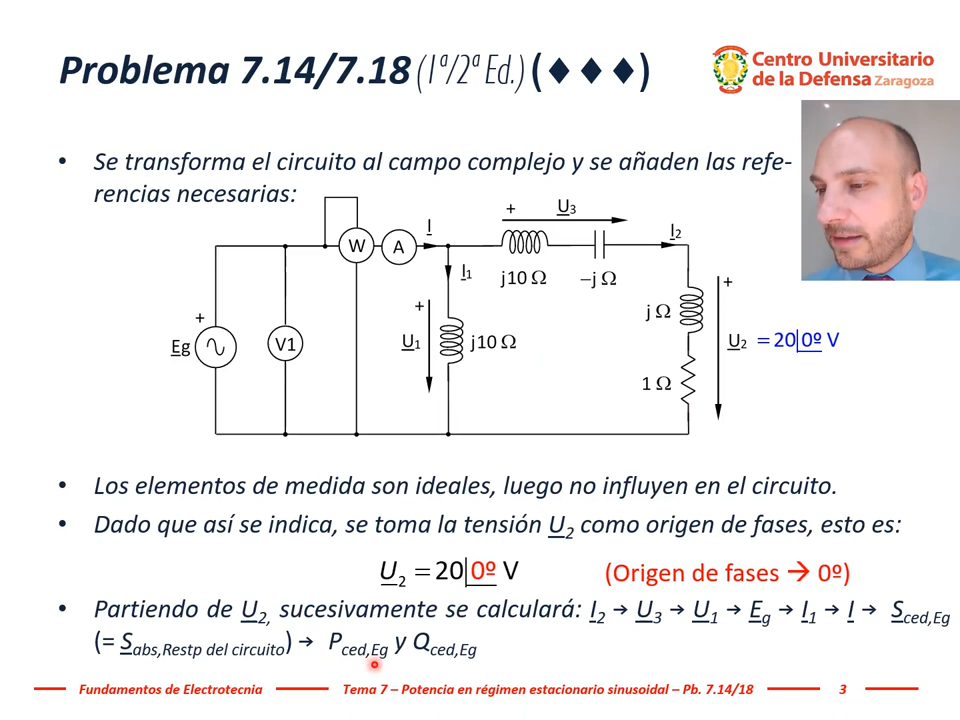 Problema 7.14/7.18 (1ª/2ª Ed.) (♦♦♦)
Centro Universitario
de la Defensa Zaragoza
• Se transforma el circuito al campo complejo y se añaden las refe-
rencias necesarias:
+ U3
I
I2
W
A
I1
j10 Ω
−j Ω
+
+
+
jΩ
Eg
V1
U1
j10 Ω
U2 = 20|0º V
1 Ω
• Los elementos de medida son ideales, luego no influyen en el circuito.
• Dado que así se indica, se toma la tensión U2 como origen de fases, esto es:
U2 = 20|0º V (Origen de fases → 0º)
• Partiendo de U2, sucesivamente se calculará: I2 → U3 → U1 → Eg → I1 → I → Sced,Eg
(= Sabs,Restp del circuito) → Pced,Eg y Qced,Eg
Fundamentos de Electrotecnia
Tema 7 – Potencia en régimen estacionario sinusoidal – Pb. 7.14/18
3